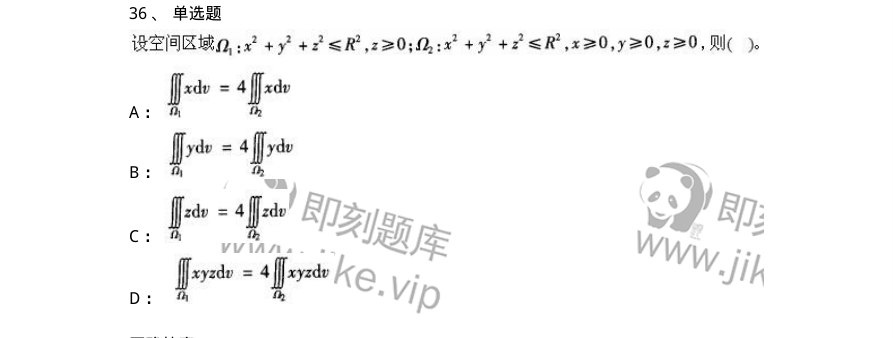 36 、 单选题
设空间区域Ω₁:x²+y²+z²≤R²,z≥0;Ω₂:x²+y²+z²≤R²,x≥0,y≥0,z≥0,则( )。
A： ∭_{Ω₁}xdv = 4∭_{Ω₂}xdv
B： ∭_{Ω₁}ydv = 4∭_{Ω₂}ydv
C： ∭_{Ω₁}zdv = 4∭_{Ω₂}zdv
即刻题库
即刻
www.jik
D： ∭_{Ω₁}xyzdv = 4∭_{Ω₂}xyzdv
ke.vip